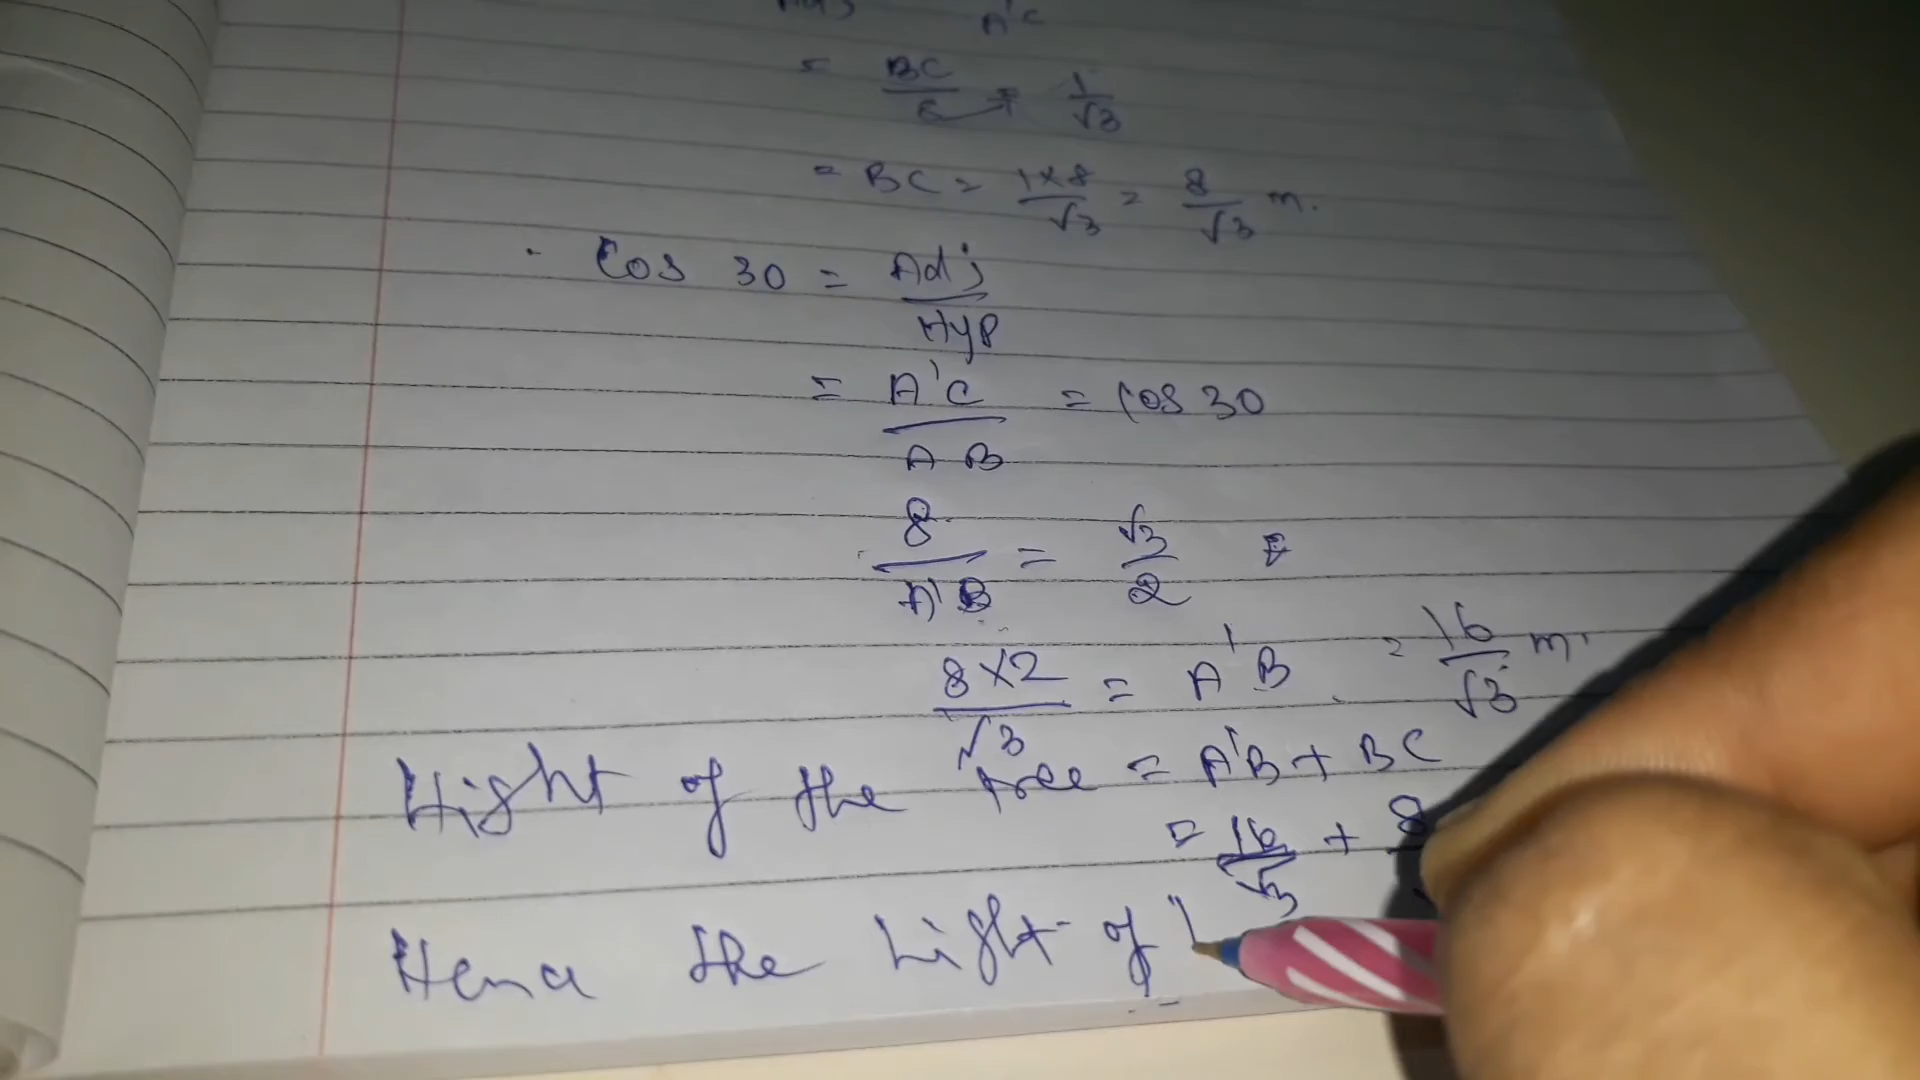 A'C
= BC/8 = 1/√3
= BC = 1×8/√3 = 8/√3 m.
Cos 30 = Adj/Hyp
= A'C/AB = Cos 30
8/A'B = √3/2
8×2/√3 = A'B = 16/√3 m.
Hight of the tree = A'B + BC
= 16/√3 + 8
Hence the hight of